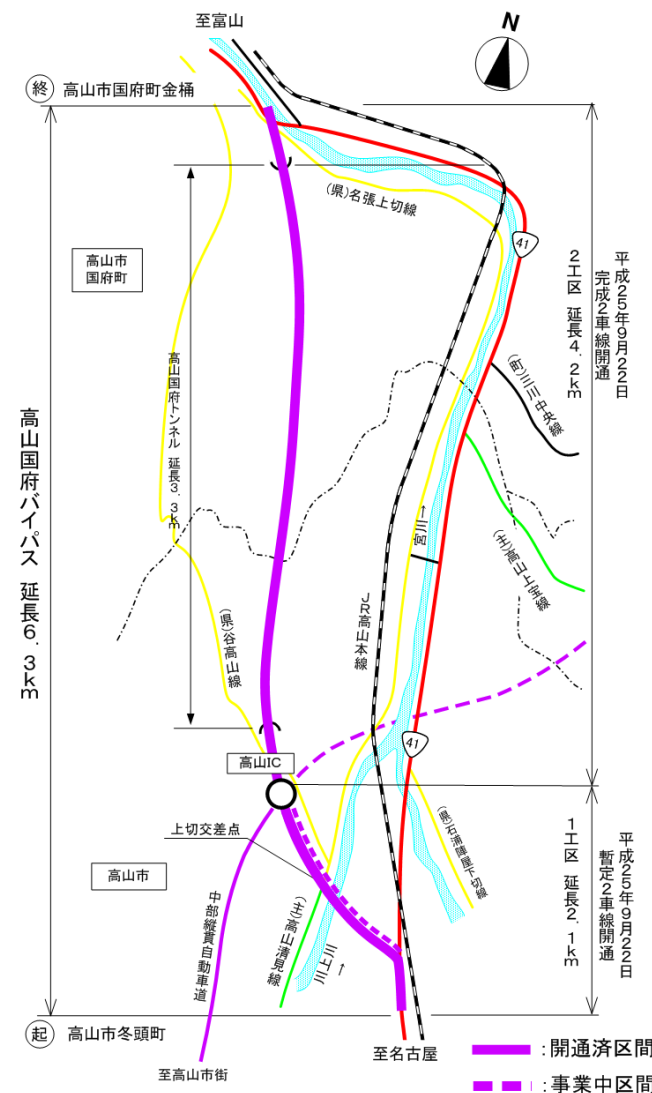 至富山
N
終 高山市国府町金桶
(県)名張上切線
41
高山市
国府町
平成25年9月22日
完成2車線開通
2工区 延長4.2km
高山国府トンネル 延長3.3km
(町)三川中央線
高山国府バイパス 延長6.3km
宮川→
(主)高山上宝線
JR高山本線
(県)谷高山線
41
高山IC
上切交差点
(県)石浦陣屋下切線
平成25年9月22日
暫定2車線開通
1工区 延長2.1km
高山市
中部縦貫自動車道
(主)高山清見線
起 高山市冬頭町
至名古屋
至高山市街
:開通済区間
:事業中区間